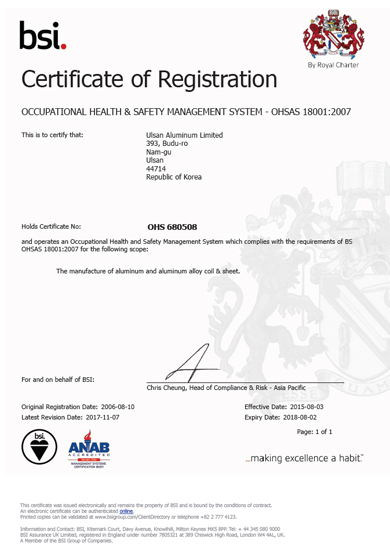 bsi.
By Royal Charter
Certificate of Registration
OCCUPATIONAL HEALTH & SAFETY MANAGEMENT SYSTEM - OHSAS 18001:2007
This is to certify that: Ulsan Aluminum Limited
393, Budu-ro
Nam-gu
Ulsan
44714
Republic of Korea
Holds Certificate No: OHS 680508
and operates an Occupational Health and Safety Management System which complies with the requirements of BS
OHSAS 18001:2007 for the following scope:
The manufacture of aluminum and aluminum alloy coil & sheet.
For and on behalf of BSI:
Chris Cheung, Head of Compliance & Risk - Asia Pacific
Original Registration Date: 2006-08-10 Effective Date: 2015-08-03
Latest Revision Date: 2017-11-07 Expiry Date: 2018-08-02
Page: 1 of 1
bsi.
ANAB
ACCREDITED
MANAGEMENT SYSTEMS
CERTIFICATION BODY
...making excellence a habit.™
This certificate was issued electronically and remains the property of BSI and is bound by the conditions of contract.
An electronic certificate can be authenticated online.
Printed copies can be validated at www.bsigroup.com/ClientDirectory or telephone +82 2 777 4123.
Information and Contact: BSI, Kitemark Court, Davy Avenue, Knowlhill, Milton Keynes MK5 8PP. Tel: + 44 345 080 9000
BSI Assurance UK Limited, registered in England under number 7805321 at 389 Chiswick High Road, London W4 4AL, UK.
A Member of the BSI Group of Companies.